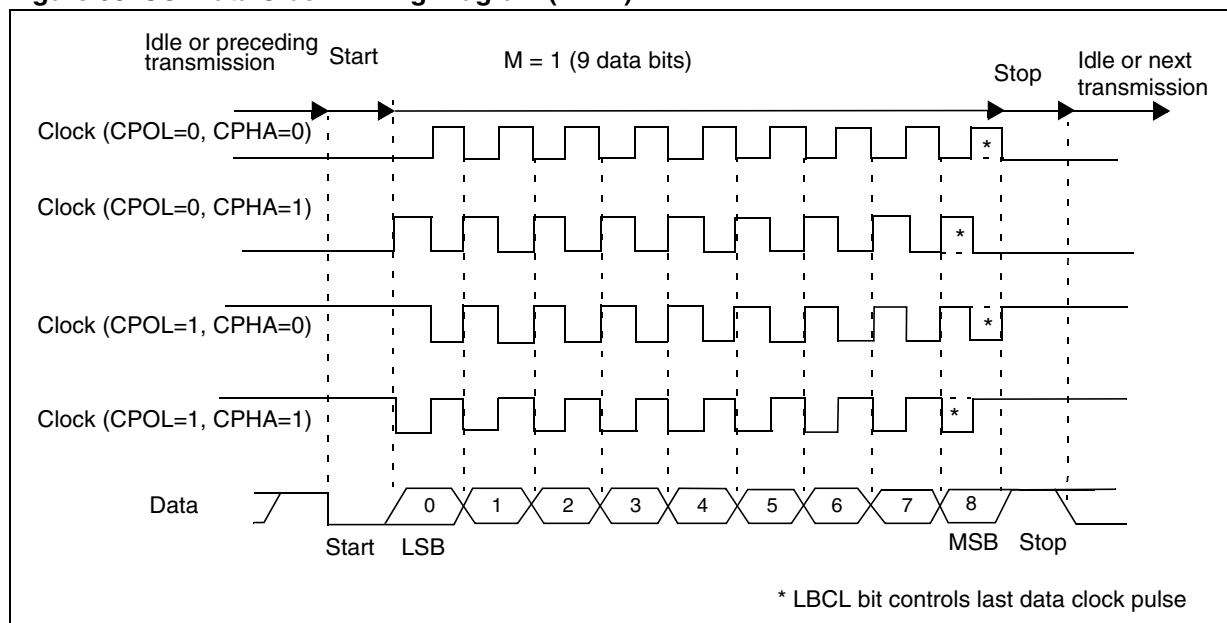 Idle or preceding
transmission
Start
M = 1 (9 data bits)
Stop
Idle or next
transmission
Clock (CPOL=0, CPHA=0)
*
Clock (CPOL=0, CPHA=1)
*
Clock (CPOL=1, CPHA=0)
*
Clock (CPOL=1, CPHA=1)
*
Data
0 1 2 3 4 5 6 7 8
Start LSB MSB Stop
* LBCL bit controls last data clock pulse